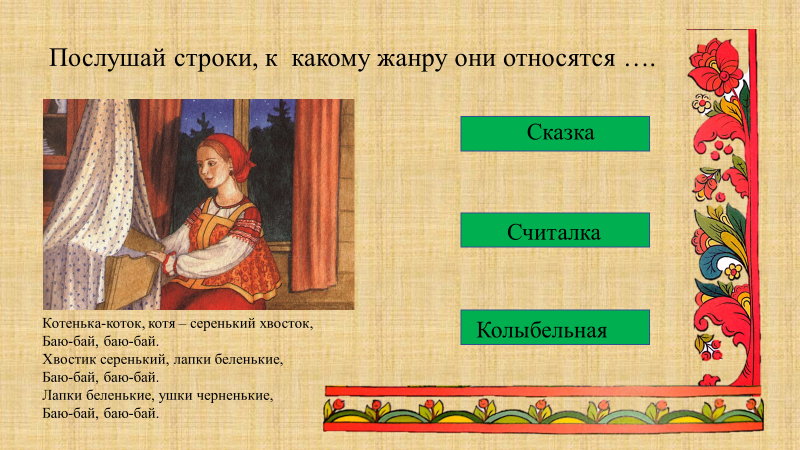 Послушай строки, к какому жанру они относятся ….
Сказка
Считалка
Колыбельная
Котенька-коток, котя – серенький хвосток,
Баю-бай, баю-бай.
Хвостик серенький, лапки беленькие,
Баю-бай, баю-бай.
Лапки беленькие, ушки черненькие,
Баю-бай, баю-бай.